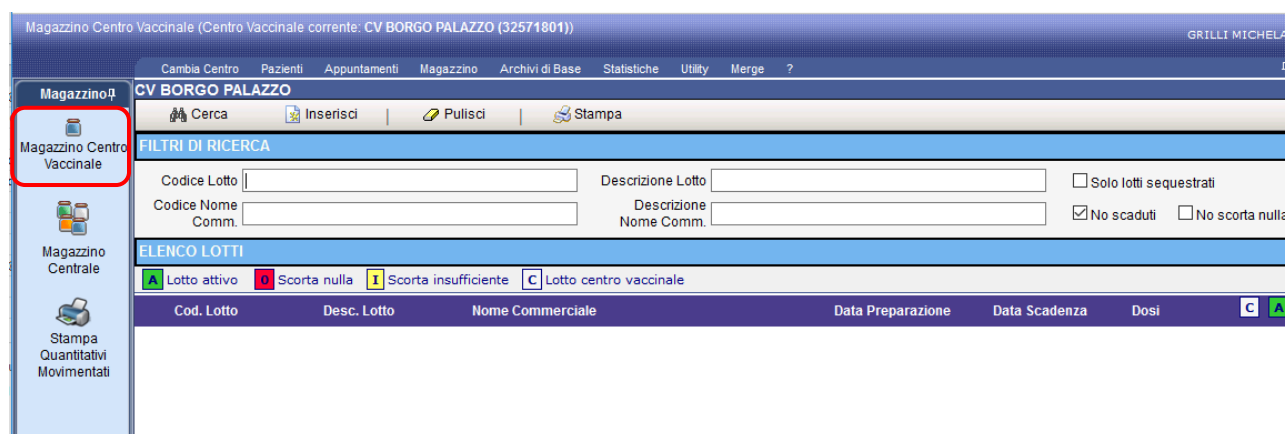 Magazzino Centro Vaccinale (Centro Vaccinale corrente: CV BORGO PALAZZO (32571801))
GRILLI MICHELA
Cambia Centro Pazienti Appuntamenti Magazzino Archivi di Base Statistiche Utility Merge ?
Magazzino
CV BORGO PALAZZO
Cerca Inserisci | Pulisci | Stampa
Magazzino Centro
Vaccinale
FILTRI DI RICERCA
Codice Lotto Descrizione Lotto Solo lotti sequestrati
Codice Nome
Comm.
Descrizione
Nome Comm.
No scaduti No scorta nulla
Magazzino
Centrale
ELENCO LOTTI
A Lotto attivo 0 Scorta nulla I Scorta insufficiente C Lotto centro vaccinale
Cod. Lotto Desc. Lotto Nome Commerciale Data Preparazione Data Scadenza Dosi C A
Stampa
Quantitativi
Movimentati